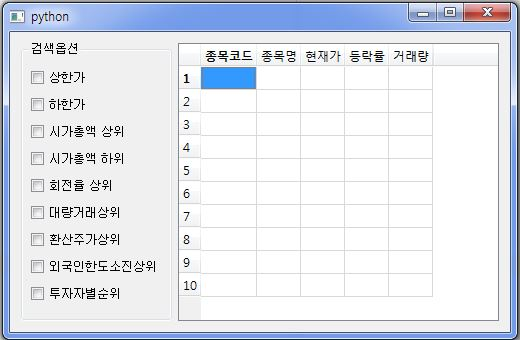 python
검색옵션
상한가
하한가
시가총액 상위
시가총액 하위
회전율 상위
대량거래상위
환산주가상위
외국인한도소진상위
투자자별순위
종목코드 종목명 현재가 등락률 거래량
1
2
3
4
5
6
7
8
9
10